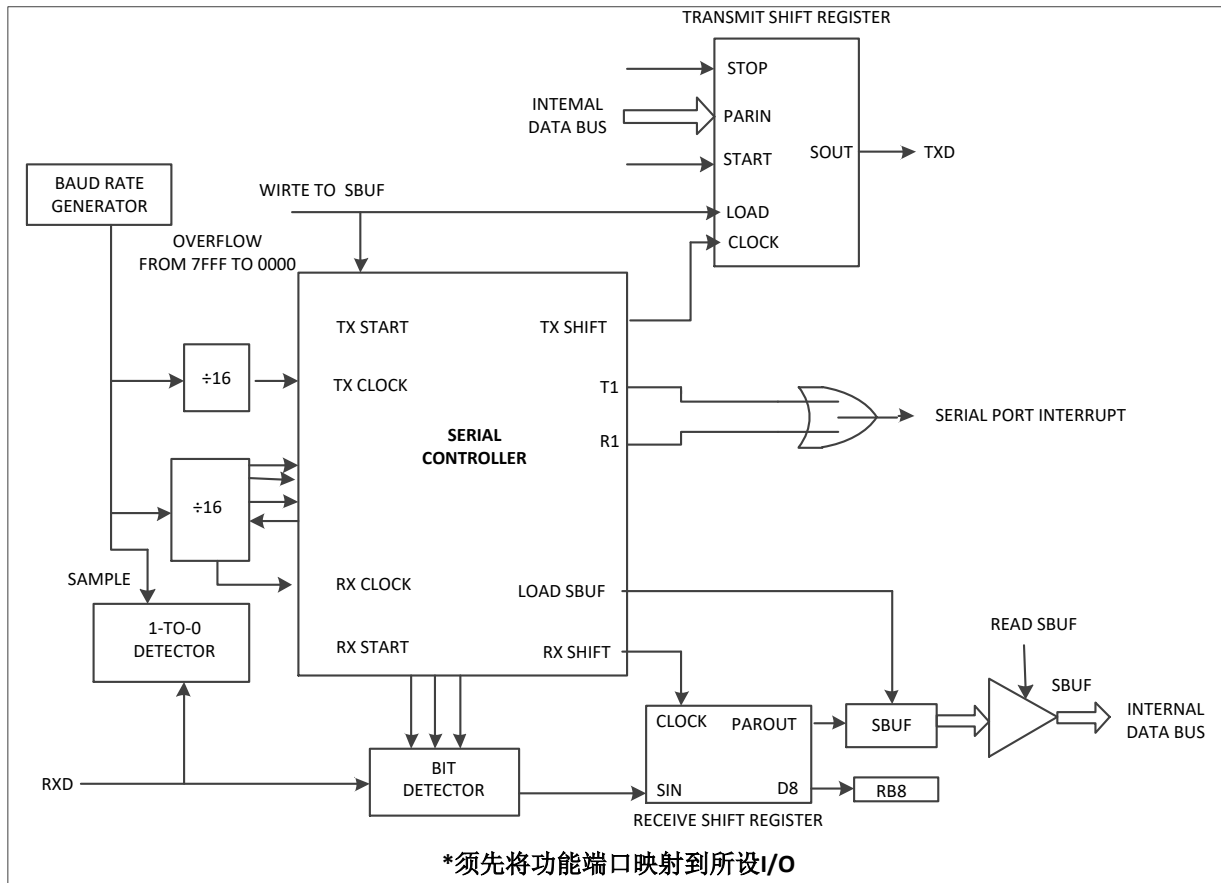 TRANSMIT SHIFT REGISTER
STOP
INTEMAL
DATA BUS
PARIN
START
SOUT
TXD
BAUD RATE
GENERATOR
WIRTE TO SBUF
LOAD
CLOCK
OVERFLOW
FROM 7FFF TO 0000
TX START
TX SHIFT
÷16
TX CLOCK
T1
SERIAL PORT INTERRUPT
SERIAL
CONTROLLER
R1
÷16
SAMPLE
RX CLOCK
LOAD SBUF
1-TO-0
DETECTOR
RX START
RX SHIFT
READ SBUF
SBUF
CLOCK
PAROUT
SBUF
INTERNAL
DATA BUS
RXD
BIT
DETECTOR
SIN
D8
RB8
RECEIVE SHIFT REGISTER
*须先将功能端口映射到所设I/O